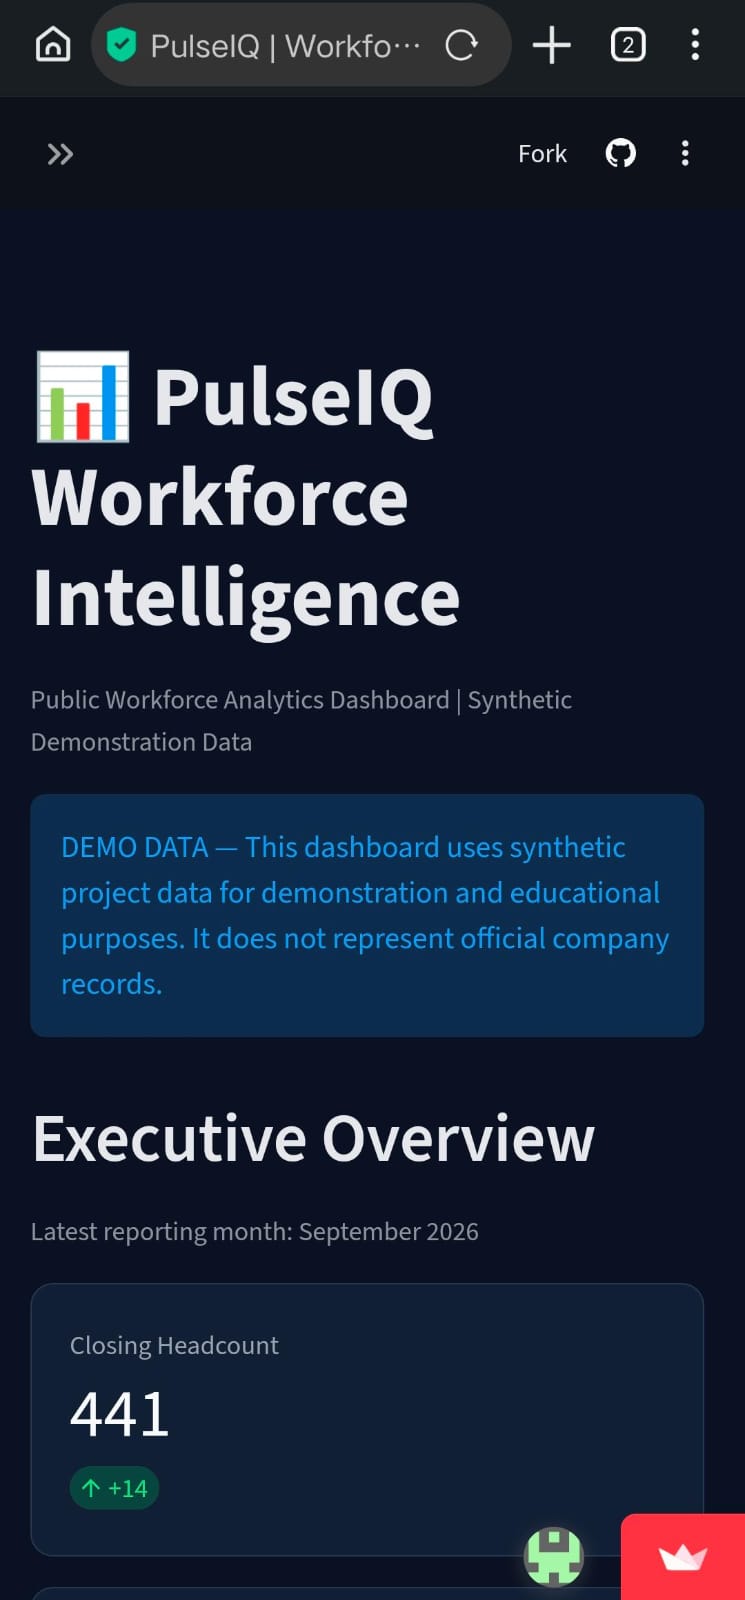 PulseIQ | Workfo···
2
Fork
PulseIQ
Workforce
Intelligence
Public Workforce Analytics Dashboard | Synthetic
Demonstration Data
DEMO DATA — This dashboard uses synthetic
project data for demonstration and educational
purposes. It does not represent official company
records.
Executive Overview
Latest reporting month: September 2026
Closing Headcount
441
↑ +14